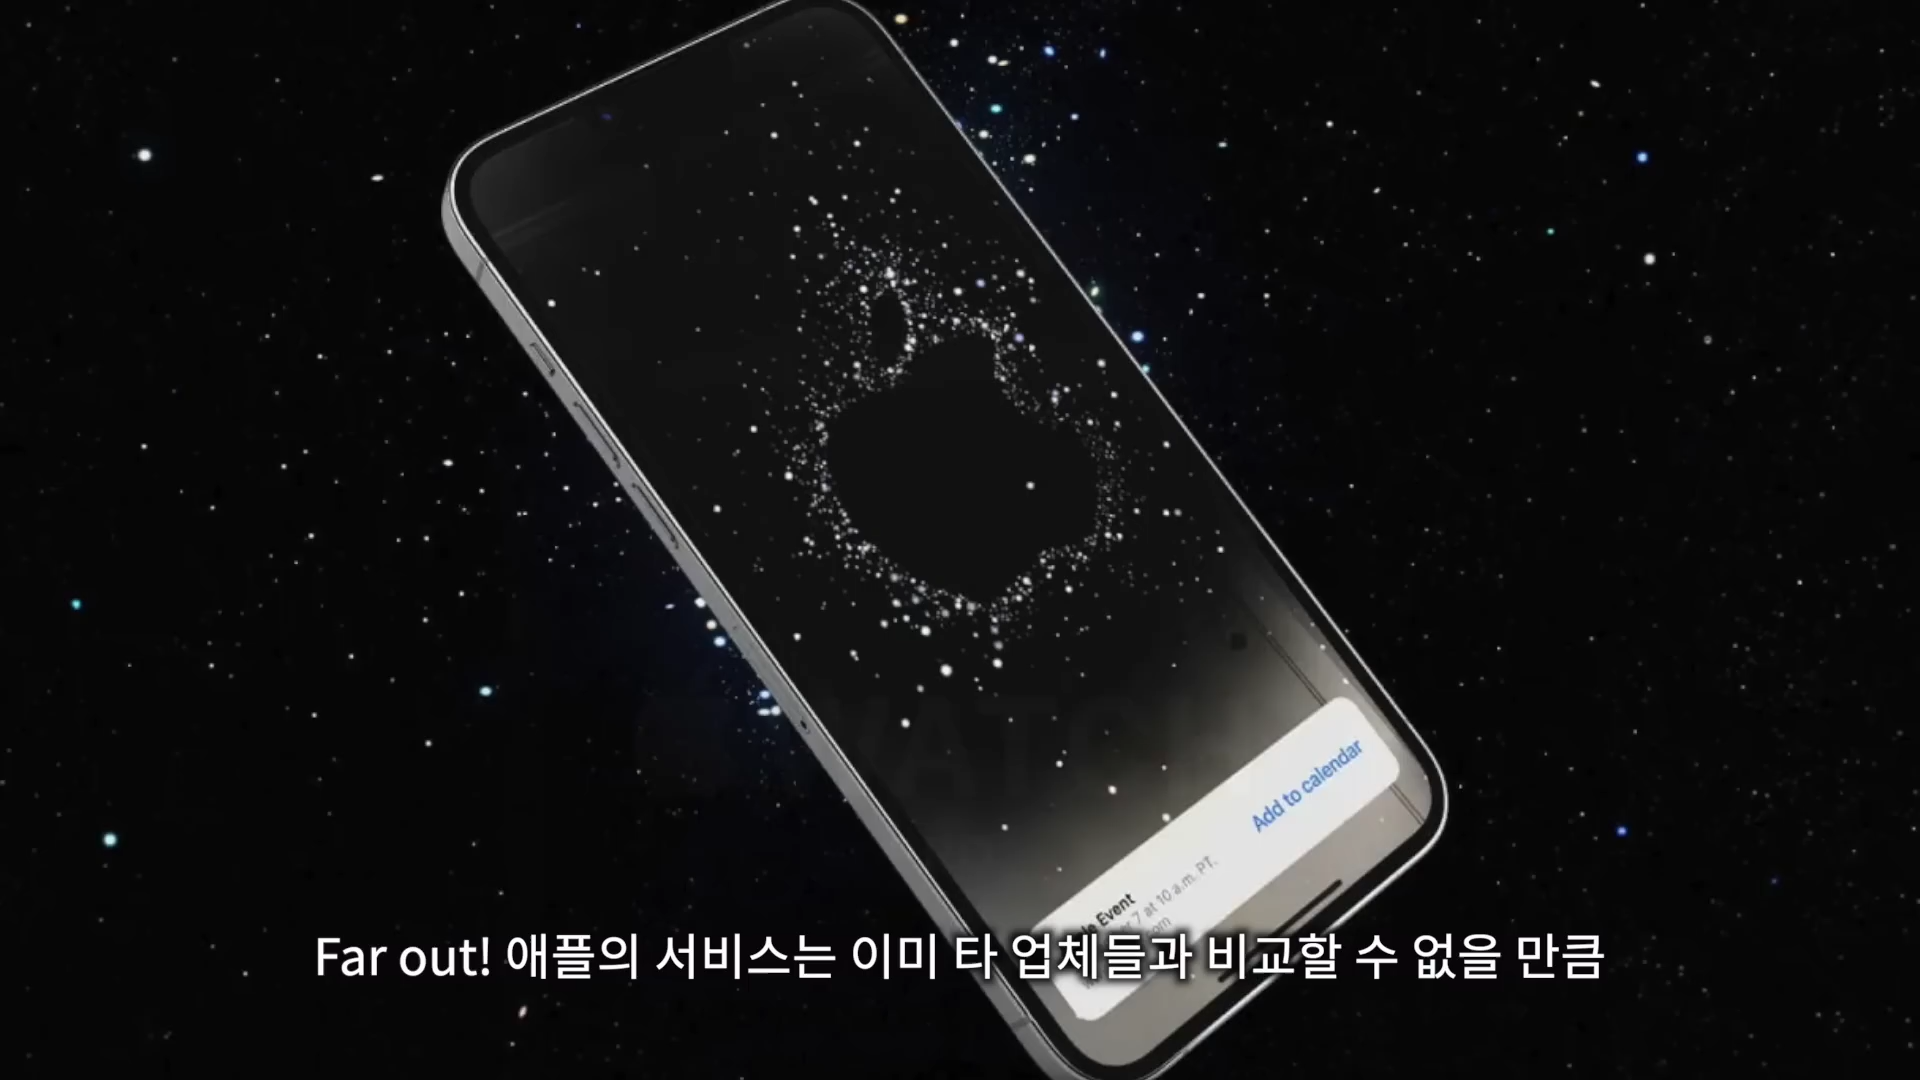 Add to calendar
Event
7 at 10 a.m. PT.
Far out! 애플의 서비스는 이미 타 업체들과 비교할 수 없을 만큼